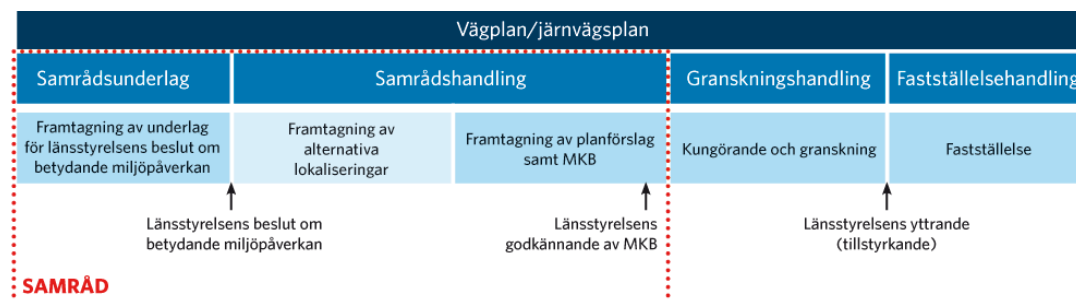 Vägplan/järnvägsplan
Samrådsunderlag
Samrådshandling
Granskningshandling
Fastställelsehandling
Framtagning av underlag
för länsstyrelsens beslut om
betydande miljöpåverkan
Framtagning av
alternativa
lokaliseringar
Framtagning av planförslag
samt MKB
Kungörande och granskning
Fastställelse
Länsstyrelsens beslut om
betydande miljöpåverkan
Länsstyrelsens
godkännande av MKB
Länsstyrelsens yttrande
(tillstyrkande)
SAMRÅD